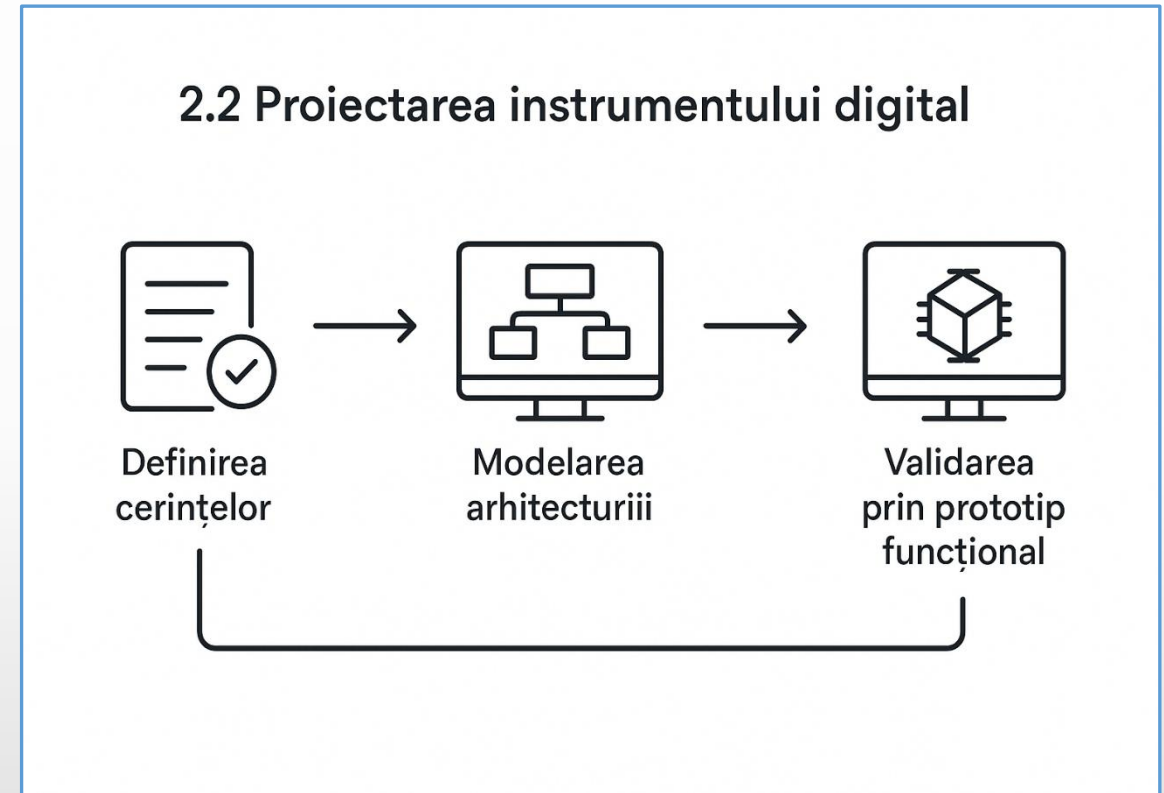 2.2 Proiectarea instrumentului digital
Definirea
cerințelor
Modelarea
arhitecturiii
Validarea
prin prototip
funcțional